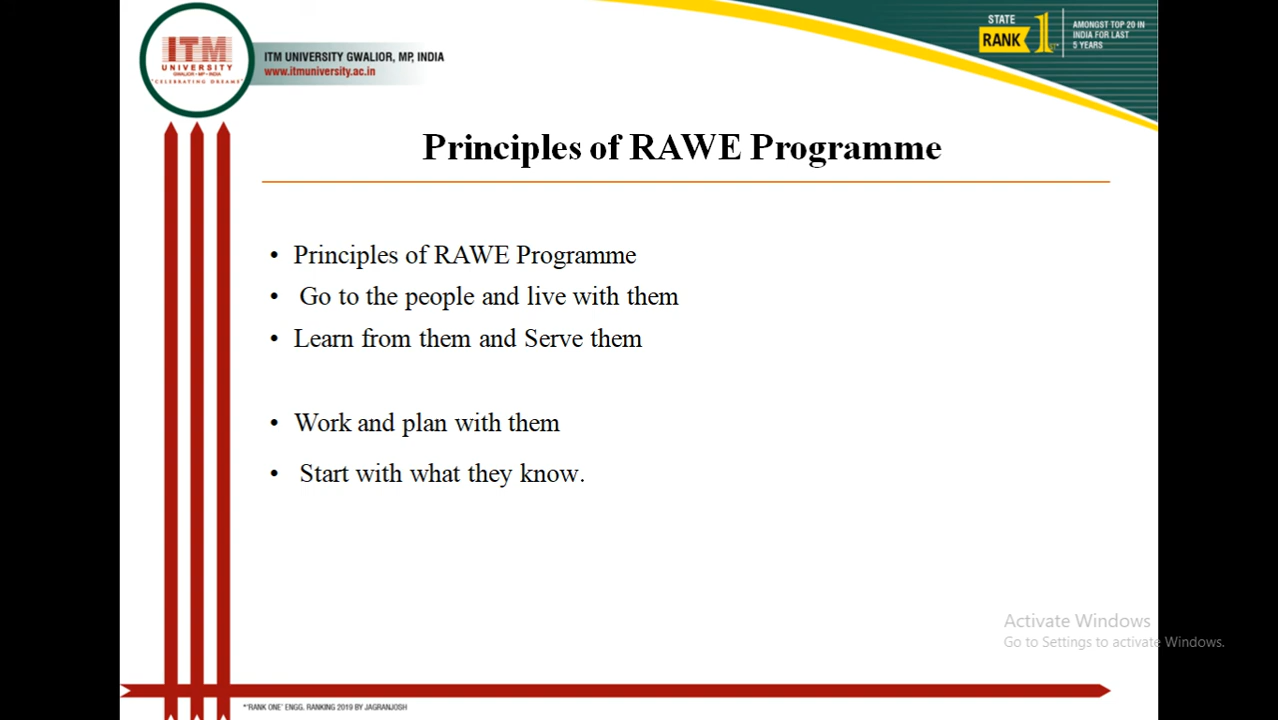 ITM
UNIVERSITY
GWALIOR • MP • INDIA
"CELEBRATING DREAMS"
ITM UNIVERSITY GWALIOR, MP, INDIA
www.itmuniversity.ac.in
STATE
RANK 1
AMONGST TOP 20 IN
INDIA FOR LAST
5 YEARS
Principles of RAWE Programme
• Principles of RAWE Programme
• Go to the people and live with them
• Learn from them and Serve them
• Work and plan with them
• Start with what they know.
Activate Windows
Go to Settings to activate Windows.
*'RANK ONE' ENGG. RANKING 2019 BY JAGRANJOSH